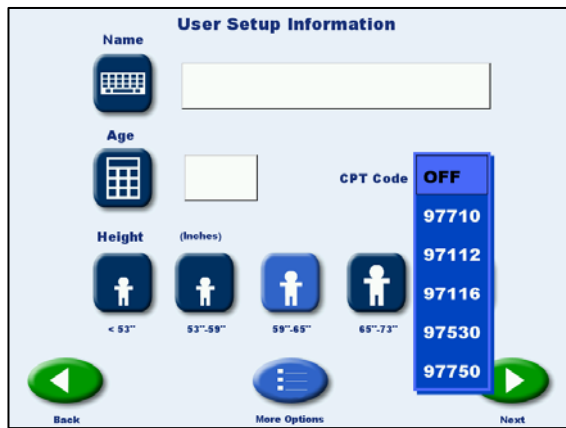 User Setup Information
Name
Age
CPT Code
OFF
97710
97112
97116
97530
97750
Height (Inches)
< 53" 53"-59" 59"-65" 65"-73"
Back More Options Next